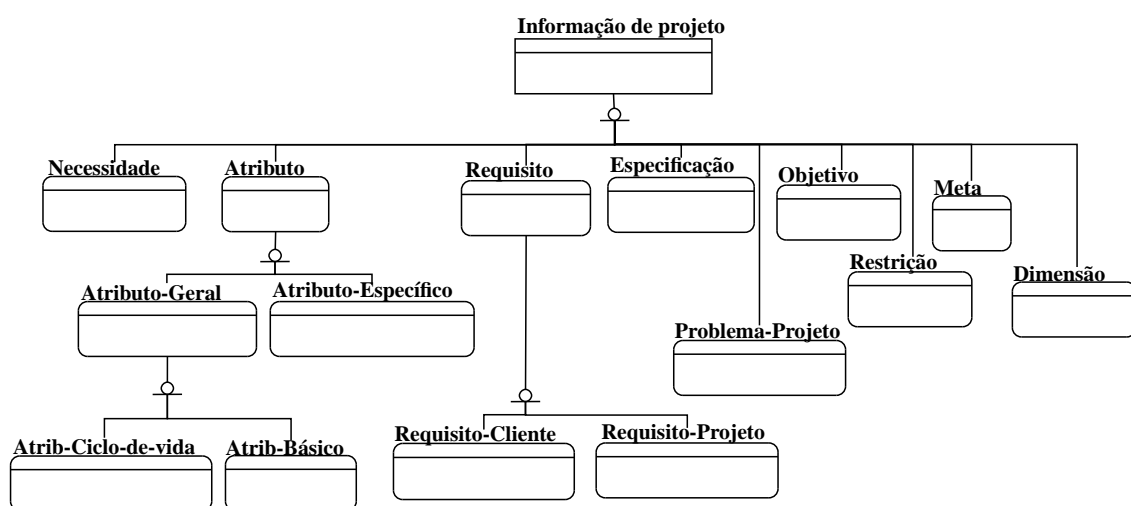 Informação de projeto
Necessidade
Atributo
Requisito
Especificação
Objetivo
Meta
Restrição
Dimensão
Atributo-Geral
Atributo-Específico
Problema-Projeto
Atrib-Ciclo-de-vida
Atrib-Básico
Requisito-Cliente
Requisito-Projeto